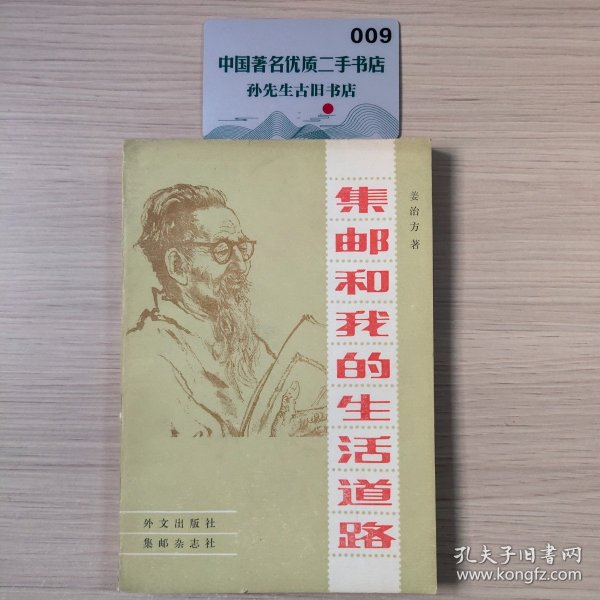 009
中国著名优质二手书店
孙先生古旧书店
集邮和我的生活道路
姜治方 著
外文出版社
集邮杂志社
孔夫子旧书网
www.kongfz.com